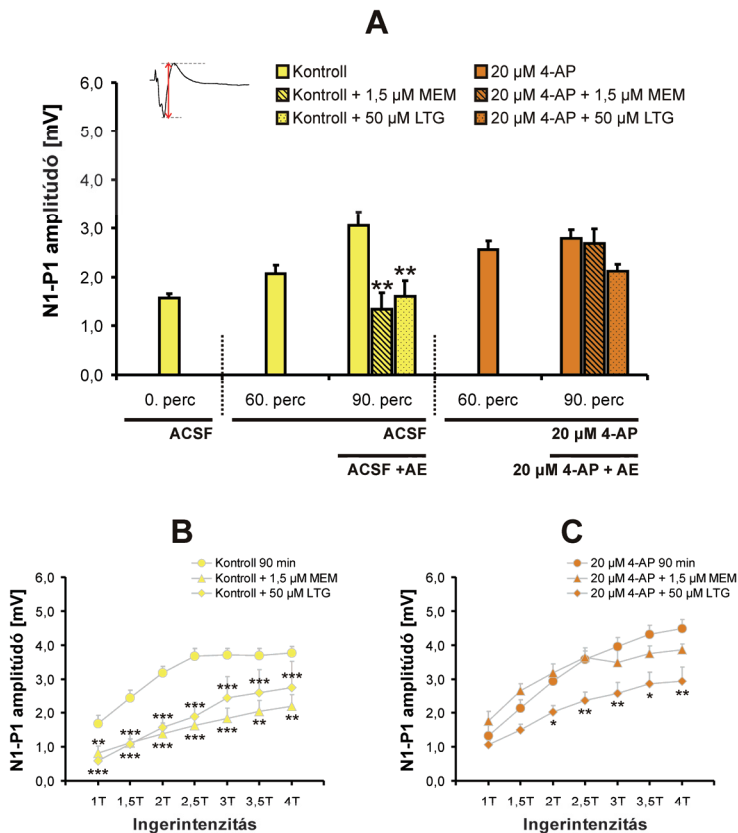 A
Kontroll
Kontroll + 1,5 µM MEM
Kontroll + 50 µM LTG
20 µM 4-AP
20 µM 4-AP + 1,5 µM MEM
20 µM 4-AP + 50 µM LTG
N1-P1 amplitúdó [mV]
6,0
5,0
4,0
3,0
2,0
1,0
0,0
** **
0. perc 60. perc 90. perc 60. perc 90. perc
ACSF ACSF 20 µM 4-AP
ACSF +AE 20 µM 4-AP + AE
B
Kontroll 90 min
Kontroll + 1,5 µM MEM
Kontroll + 50 µM LTG
N1-P1 amplitúdó [mV]
6,0
5,0
4,0
3,0
2,0
1,0
0,0
** *** *** *** *** *** ***
*** *** *** *** *** ** **
1T 1,5T 2T 2,5T 3T 3,5T 4T
Ingerintenzitás
C
20 µM 4-AP 90 min
20 µM 4-AP + 1,5 µM MEM
20 µM 4-AP + 50 µM LTG
N1-P1 amplitúdó [mV]
6,0
5,0
4,0
3,0
2,0
1,0
0,0
* ** ** * **
1T 1,5T 2T 2,5T 3T 3,5T 4T
Ingerintenzitás